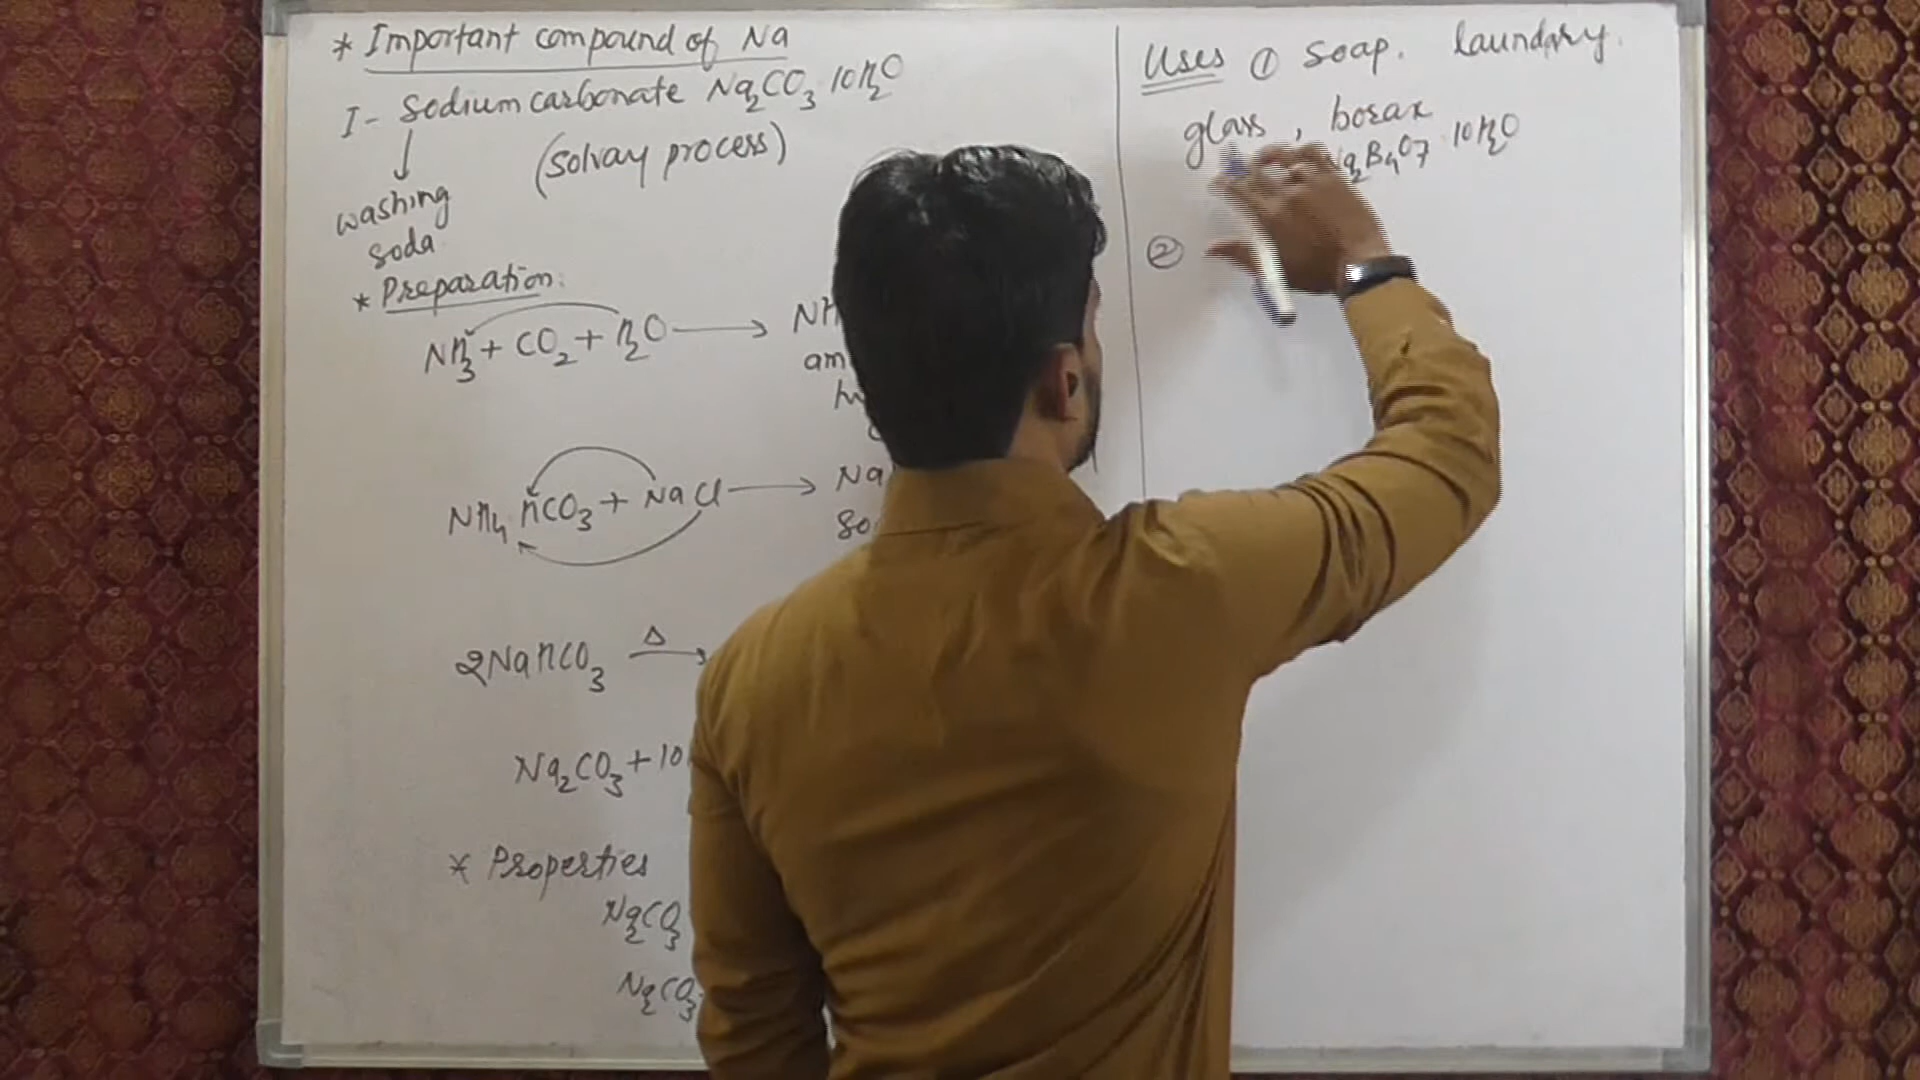 * Important compound of Na
I - Sodium carbonate Na2CO3 10H2O
(solvay process)
washing
soda
* Preparation:
NH3 + CO2 + H2O → NH
am
NH4 HCO3 + NaCl → Na
So
2NaHCO3 Δ→
Na2CO3 + 10
* Properties
Na2CO3
Na2CO3
Uses ① Soap. laundary.
glass, borax
Na2B4O7 10H2O
②